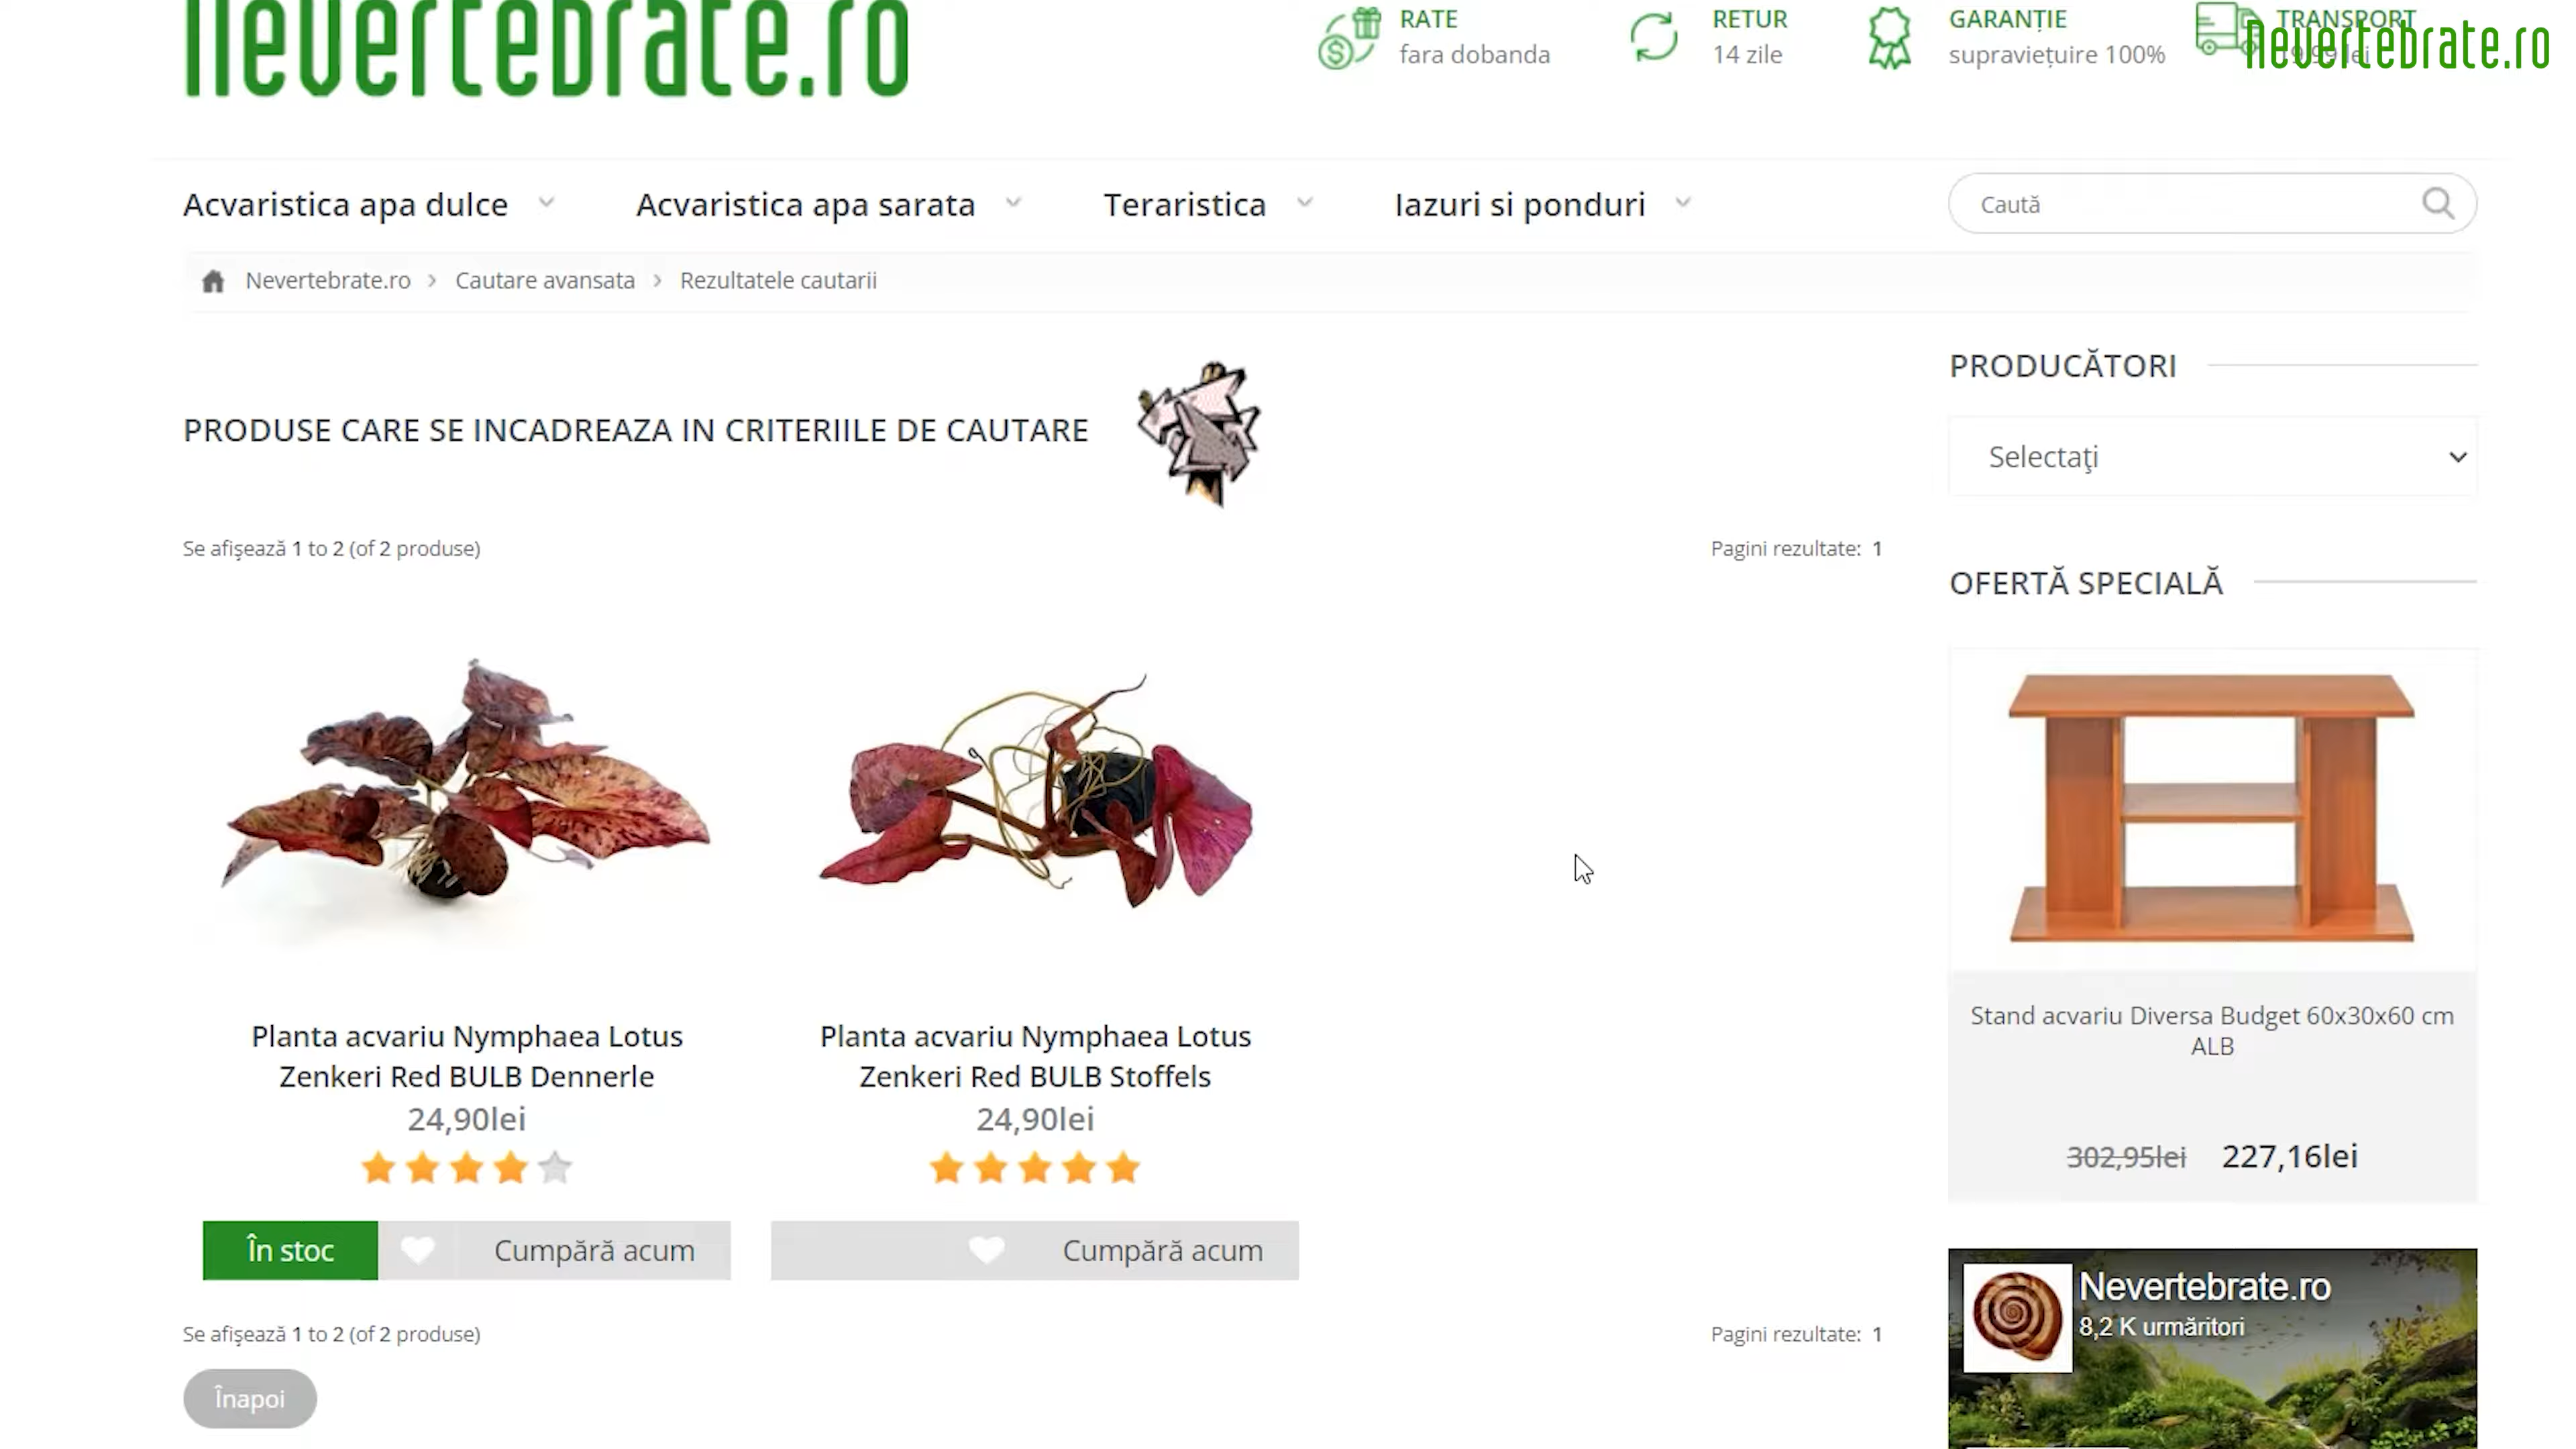 Nevertebrate.ro
RATE
fara dobanda
RETUR
14 zile
GARANȚIE
supraviețuire 100%
TRANSPORT
19,99 lei
Nevertebrate.ro
Acvaristica apa dulce
Acvaristica apa sarata
Teraristica
Iazuri si ponduri
Caută
Nevertebrate.ro > Cautare avansata > Rezultatele cautarii
PRODUSE CARE SE INCADREAZA IN CRITERIILE DE CAUTARE
Se afişează 1 to 2 (of 2 produse)
Pagini rezultate: 1
Planta acvariu Nymphaea Lotus
Zenkeri Red BULB Dennerle
24,90lei
În stoc
Cumpără acum
Planta acvariu Nymphaea Lotus
Zenkeri Red BULB Stoffels
24,90lei
Cumpără acum
Se afişează 1 to 2 (of 2 produse)
Pagini rezultate: 1
Înapoi
PRODUCĂTORI
Selectaţi
OFERTĂ SPECIALĂ
Stand acvariu Diversa Budget 60x30x60 cm
ALB
302,95lei 227,16lei
Nevertebrate.ro
8,2 K urmăritori